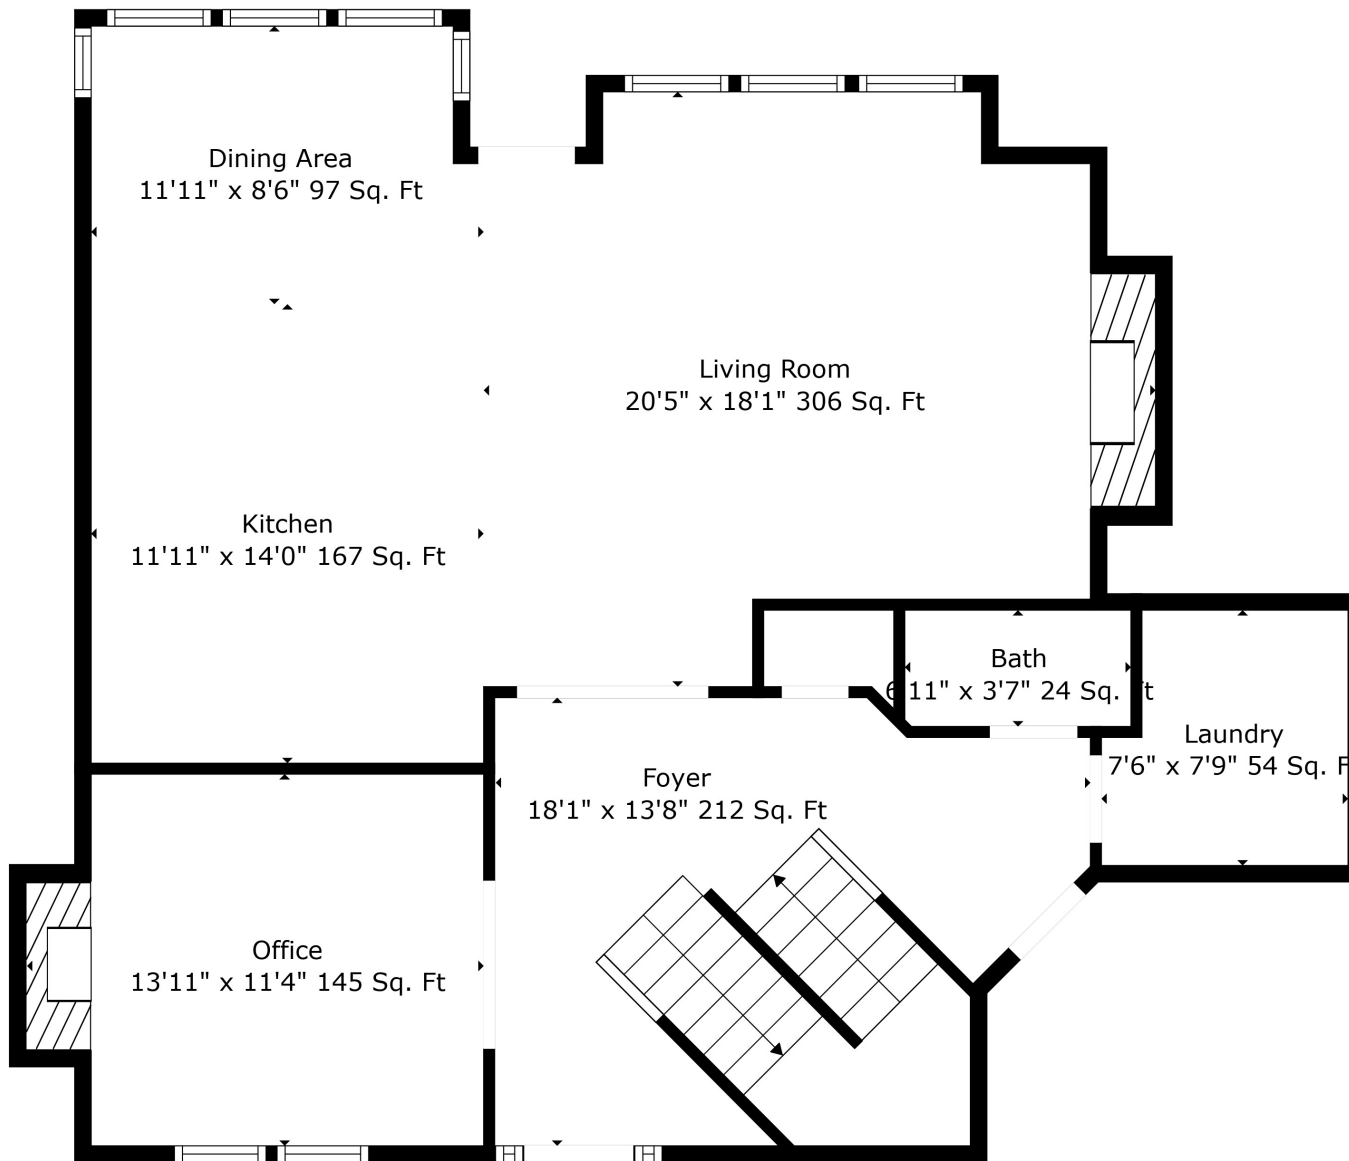 Dining Area
11'11" x 8'6" 97 Sq. Ft
Living Room
20'5" x 18'1" 306 Sq. Ft
Kitchen
11'11" x 14'0" 167 Sq. Ft
Bath
6'11" x 3'7" 24 Sq. Ft
Laundry
7'6" x 7'9" 54 Sq. F
Foyer
18'1" x 13'8" 212 Sq. Ft
Office
13'11" x 11'4" 145 Sq. Ft